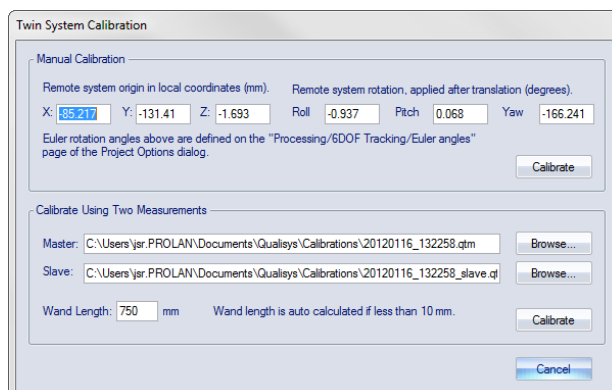 Twin System Calibration
Manual Calibration
Remote system origin in local coordinates (mm). Remote system rotation, applied after translation (degrees).
X: -85.217 Y: -131.41 Z: -1.693 Roll -0.937 Pitch 0.068 Yaw -166.241
Euler rotation angles above are defined on the "Processing/6DOF Tracking/Euler angles"
page of the Project Options dialog.
Calibrate
Calibrate Using Two Measurements
Master: C:\Users\jsr.PROLAN\Documents\Qualisys\Calibrations\20120116_132258.qtm Browse...
Slave: C:\Users\jsr.PROLAN\Documents\Qualisys\Calibrations\20120116_132258_slave.qt Browse...
Wand Length: 750 mm Wand length is auto calculated if less than 10 mm.
Calibrate
Cancel